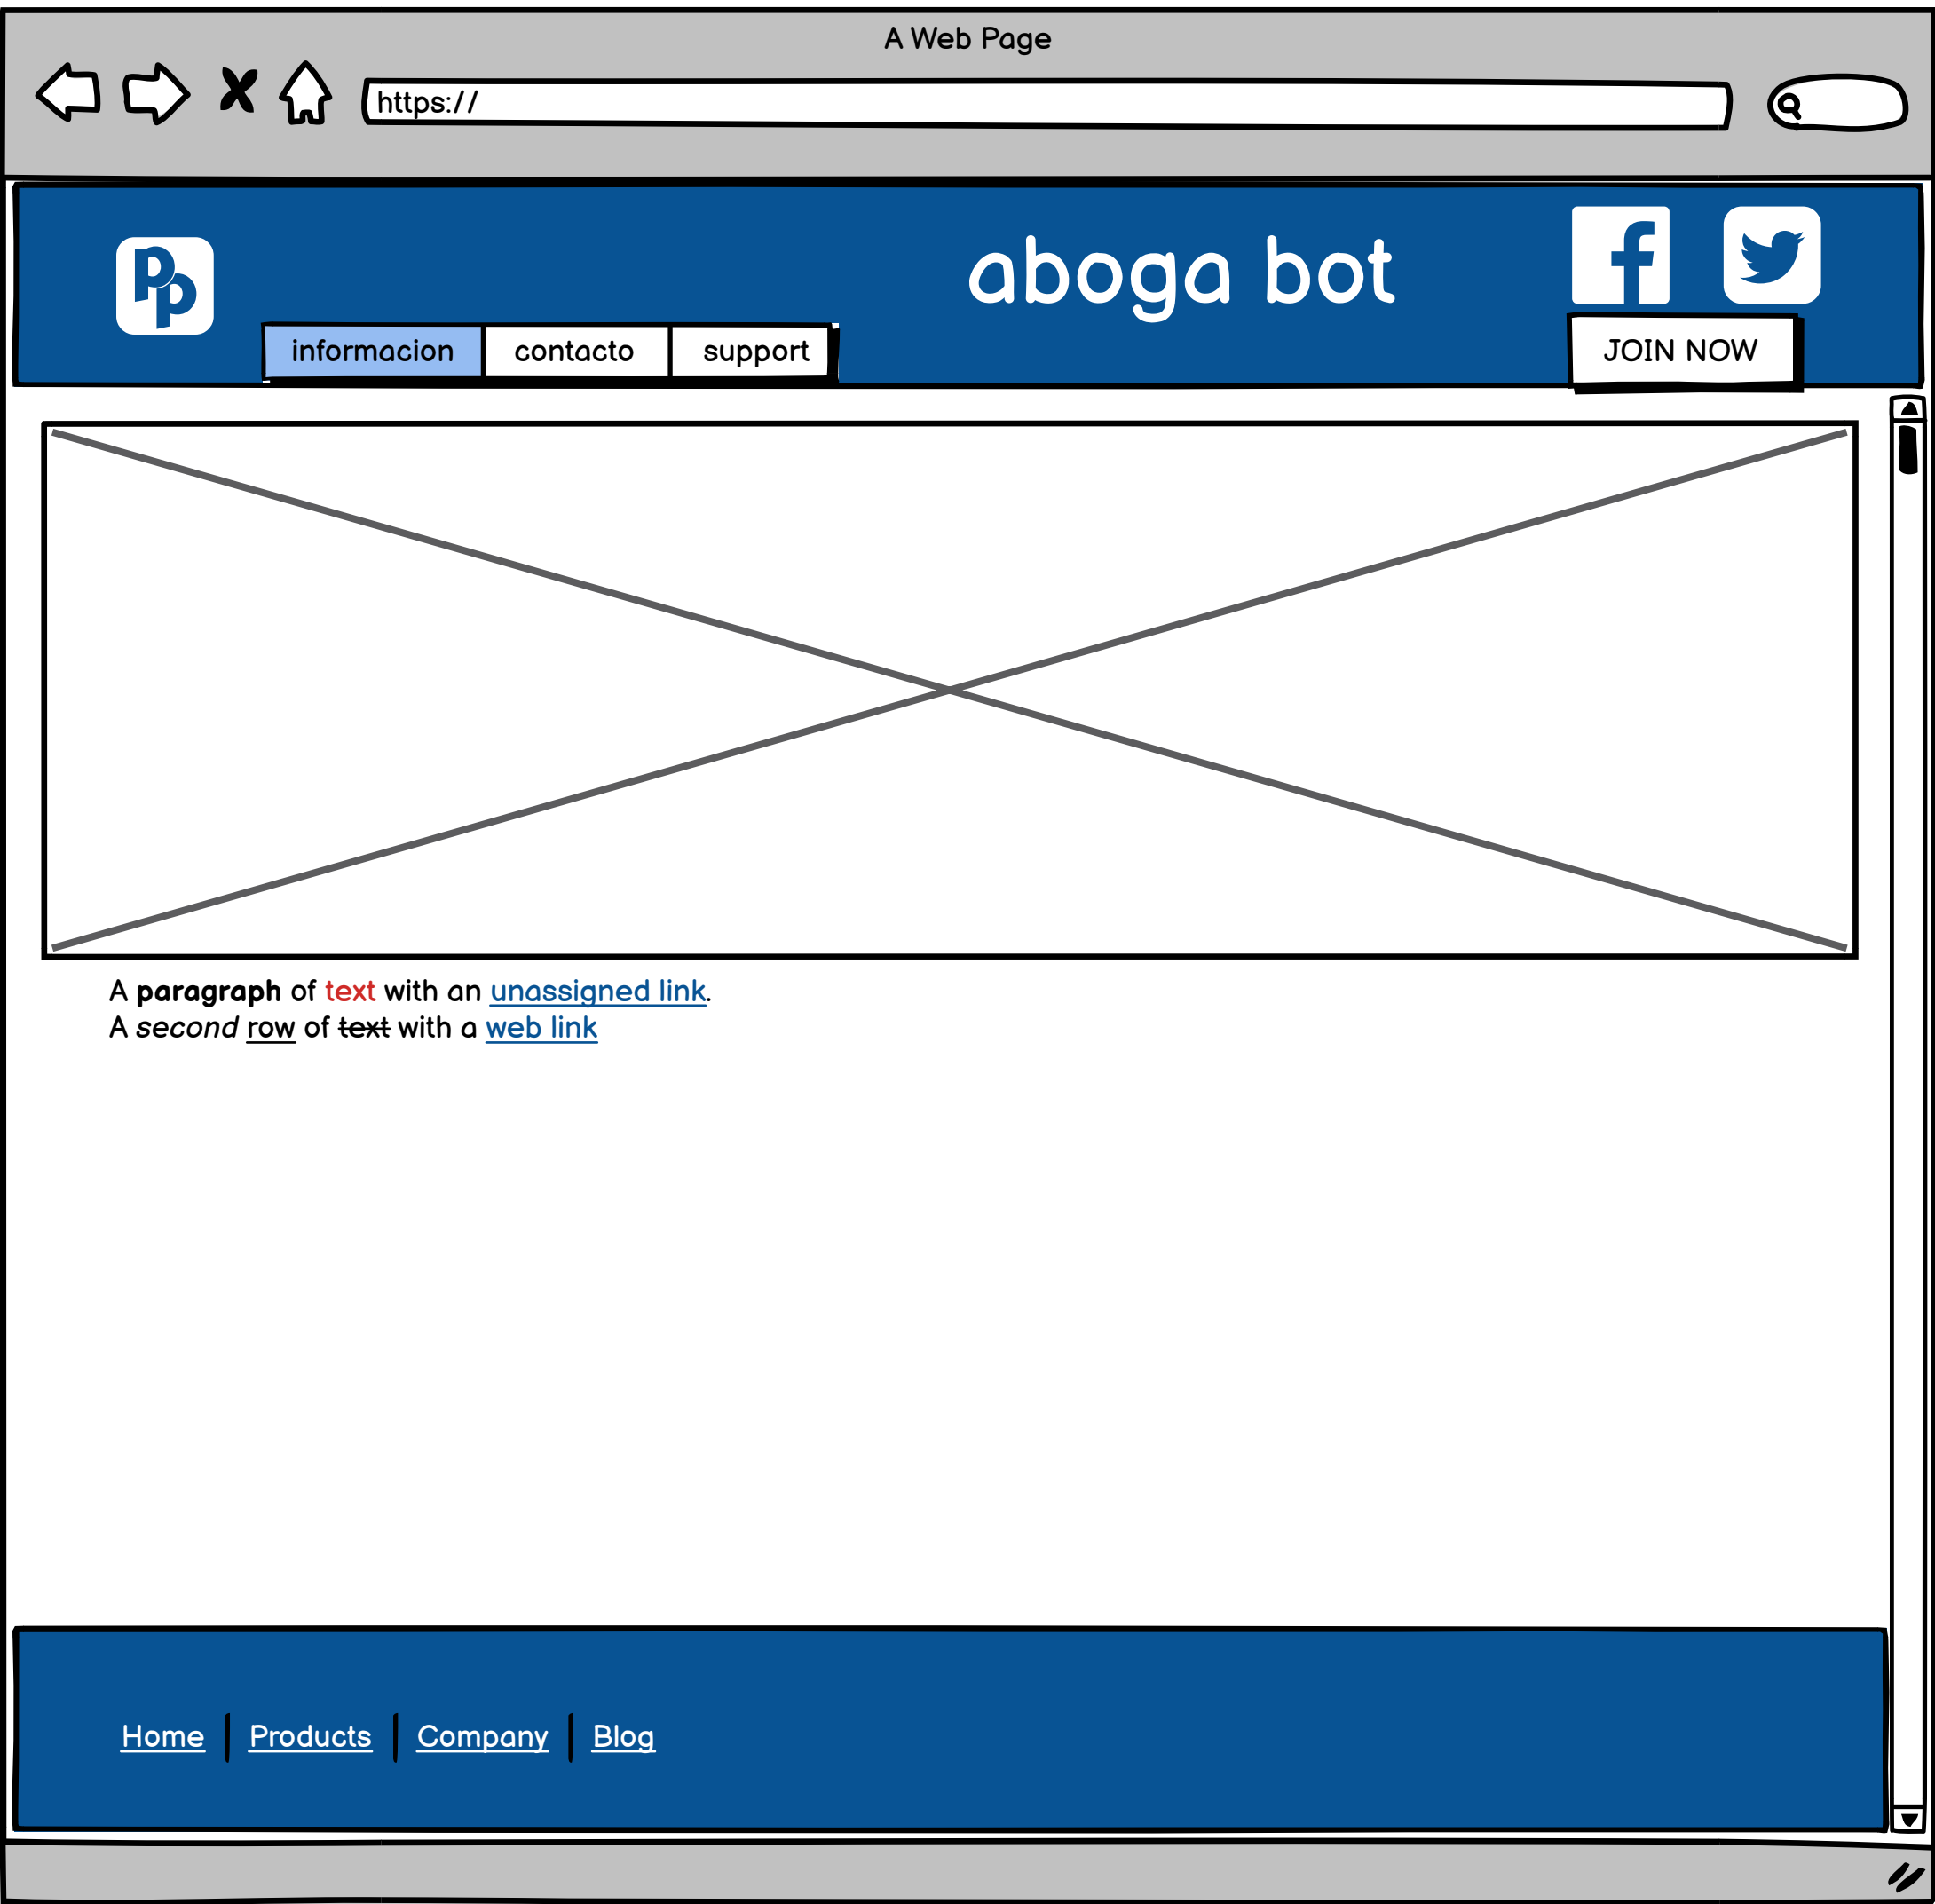 A Web Page
https://
aboga bot
informacion contacto support
JOIN NOW
A paragraph of text with an unassigned link.
A second row of text with a web link
Home Products Company Blog